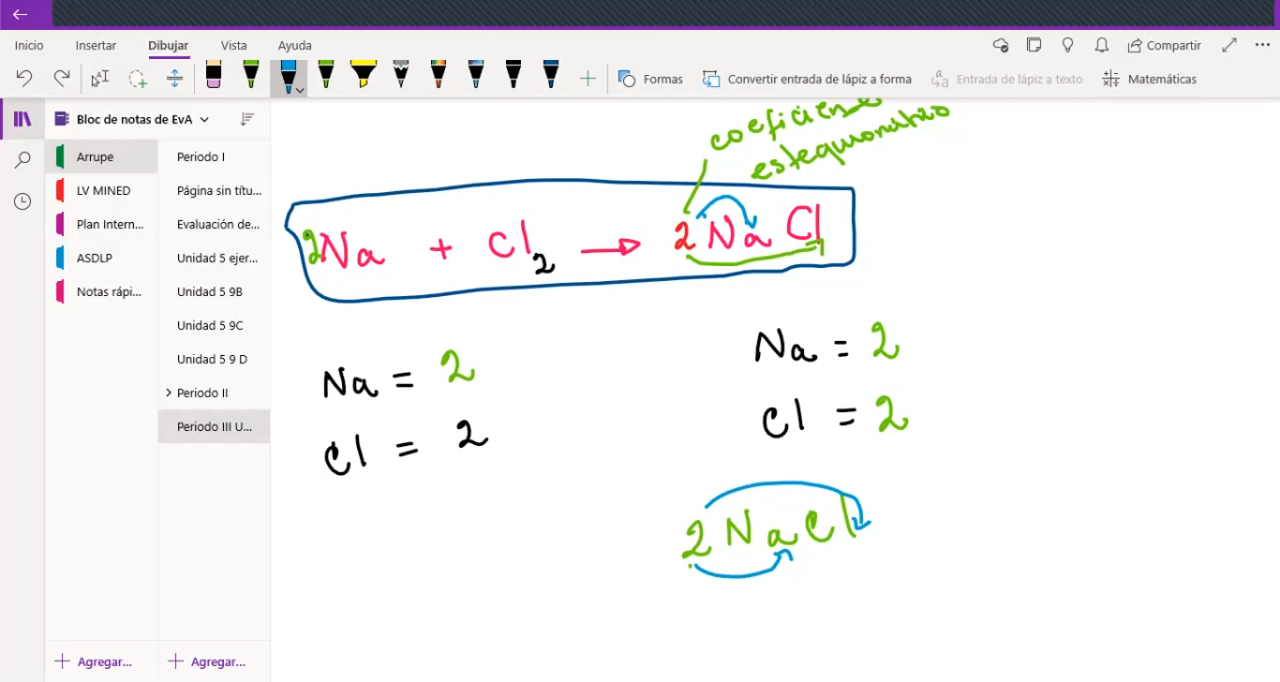 Inicio Insertar Dibujar Vista Ayuda Compartir
Formas Convertir entrada de lápiz a forma Entrada de lápiz a texto Matemáticas
Bloc de notas de EvA
Arrupe
LV MINED
Plan Intern...
ASDLP
Notas rápi...
Periodo I
Página sin títu...
Evaluación de...
Unidad 5 ejer...
Unidad 5 9B
Unidad 5 9C
Unidad 5 9 D
Periodo II
Periodo III U...
+ Agregar... + Agregar...
estequiometrico
2Na + Cl₂ → 2NaCl
Na = 2
Cl = 2
Na = 2
Cl = 2
2NaCl